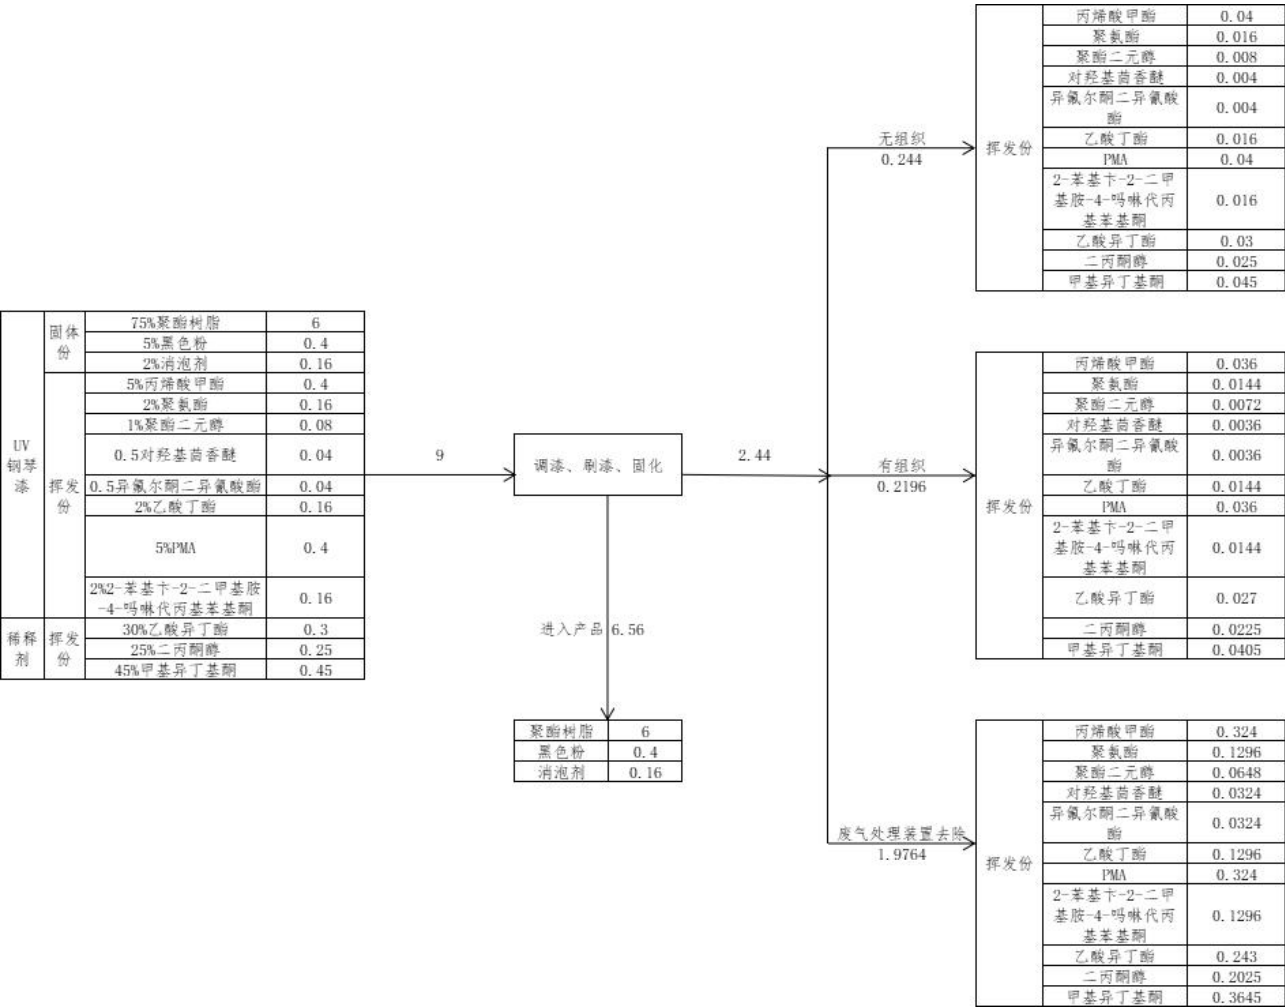 UV
钢琴
漆
固体
份
75%聚酯树脂 6
5%黑色粉 0.4
2%消泡剂 0.16
挥发
份
5%丙烯酸甲酯 0.4
2%聚氨酯 0.16
1%聚酯二元醇 0.08
0.5对羟基茴香醚 0.04
0.5异氟尔酮二异氰酸酯 0.04
2%乙酸丁酯 0.16
5%PMA 0.4
2%2-苯基卞-2-二甲基胺
-4-吗啉代丙基苯基酮 0.16
稀释
剂
挥发
份
30%乙酸异丁酯 0.3
25%二丙酮醇 0.25
45%甲基异丁基酮 0.45
9
调漆、刷漆、固化
进入产品 6.56
聚酯树脂 6
黑色粉 0.4
消泡剂 0.16
2.44
无组织
0.244
挥发份
丙烯酸甲酯 0.04
聚氨酯 0.016
聚酯二元醇 0.008
对羟基茴香醚 0.004
异氟尔酮二异氰酸
酯 0.004
乙酸丁酯 0.016
PMA 0.04
2-苯基卞-2-二甲
基胺-4-吗啉代丙
基苯基酮 0.016
乙酸异丁酯 0.03
二丙酮醇 0.025
甲基异丁基酮 0.045
有组织
0.2196
挥发份
丙烯酸甲酯 0.036
聚氨酯 0.0144
聚酯二元醇 0.0072
对羟基茴香醚 0.0036
异氟尔酮二异氰酸
酯 0.0036
乙酸丁酯 0.0144
PMA 0.036
2-苯基卞-2-二甲
基胺-4-吗啉代丙
基苯基酮 0.0144
乙酸异丁酯 0.027
二丙酮醇 0.0225
甲基异丁基酮 0.0405
废气处理装置去除
1.9764
挥发份
丙烯酸甲酯 0.324
聚氨酯 0.1296
聚酯二元醇 0.0648
对羟基茴香醚 0.0324
异氟尔酮二异氰酸
酯 0.0324
乙酸丁酯 0.1296
PMA 0.324
2-苯基卞-2-二甲
基胺-4-吗啉代丙
基苯基酮 0.1296
乙酸异丁酯 0.243
二丙酮醇 0.2025
甲基异丁基酮 0.3645